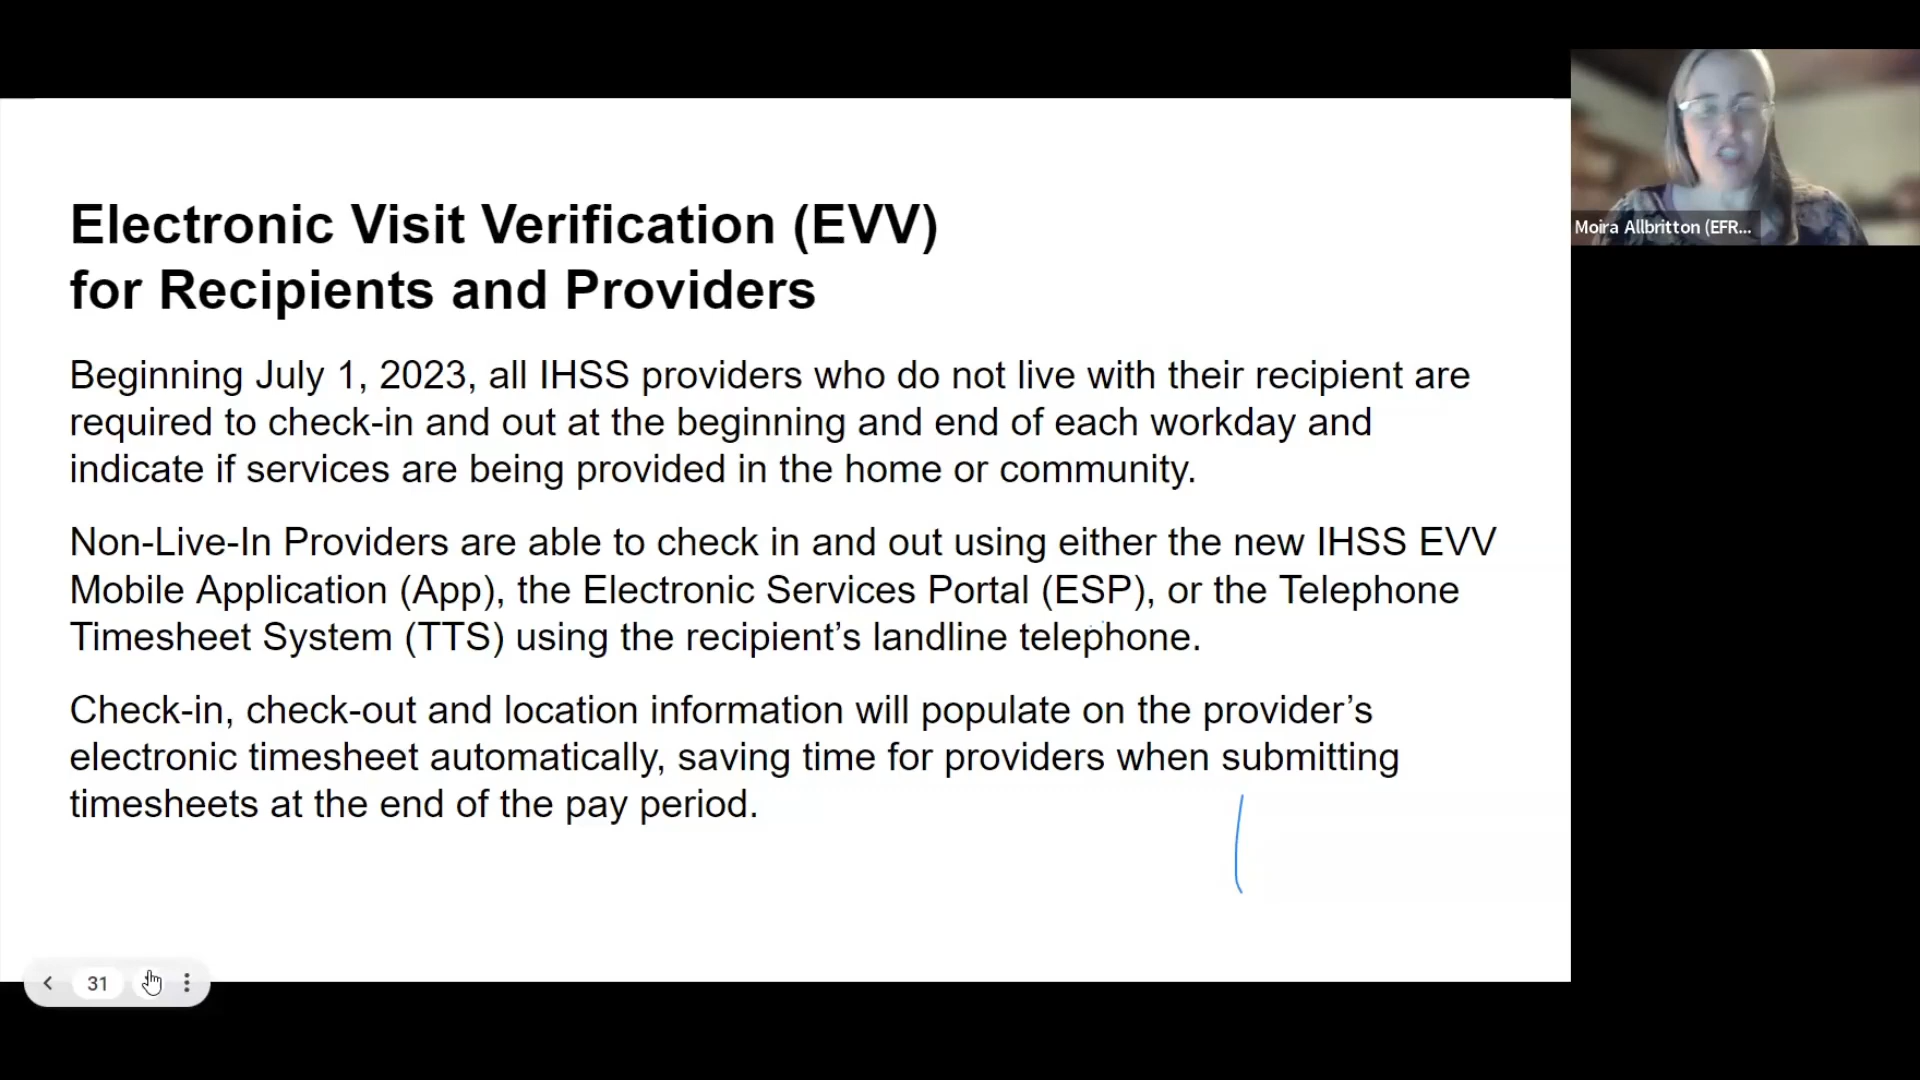 Electronic Visit Verification (EVV)
for Recipients and Providers
Beginning July 1, 2023, all IHSS providers who do not live with their recipient are
required to check-in and out at the beginning and end of each workday and
indicate if services are being provided in the home or community.
Non-Live-In Providers are able to check in and out using either the new IHSS EVV
Mobile Application (App), the Electronic Services Portal (ESP), or the Telephone
Timesheet System (TTS) using the recipient’s landline telephone.
Check-in, check-out and location information will populate on the provider’s
electronic timesheet automatically, saving time for providers when submitting
timesheets at the end of the pay period.
Moira Allbritton (EFR...
31